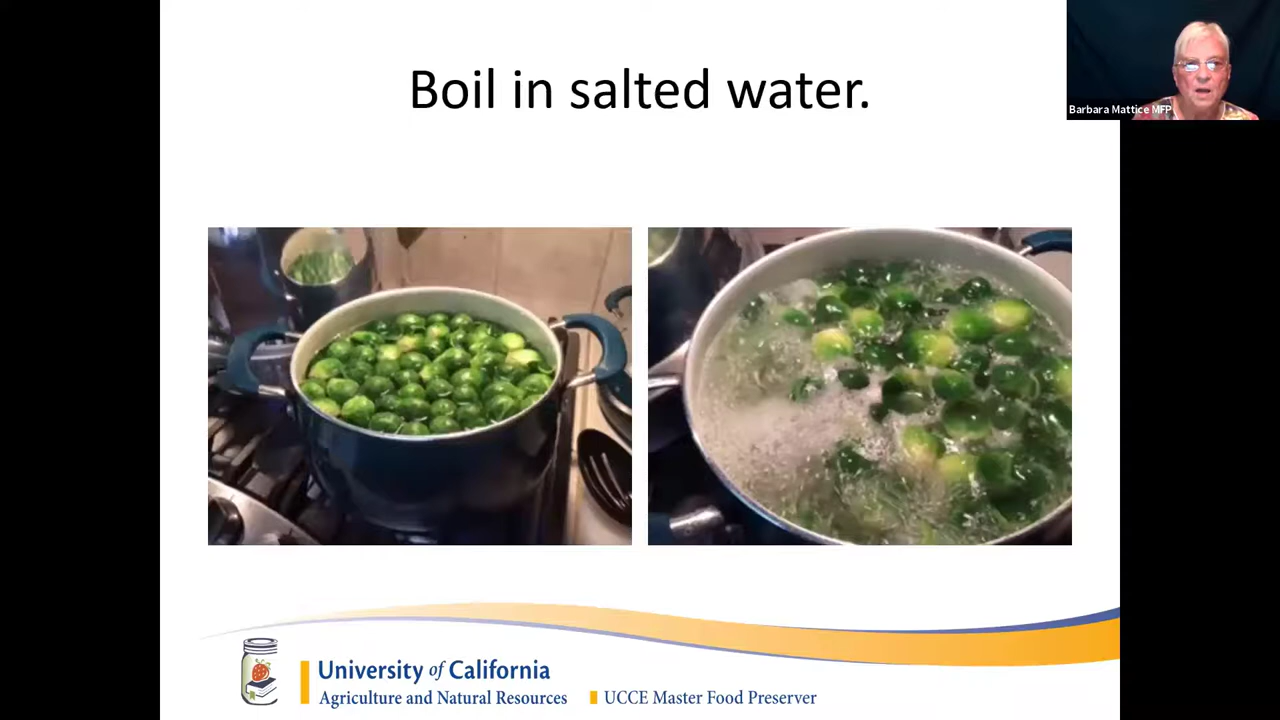 Boil in salted water.
Barbara Mattice MFP
University of California
Agriculture and Natural Resources
UCCE Master Food Preserver